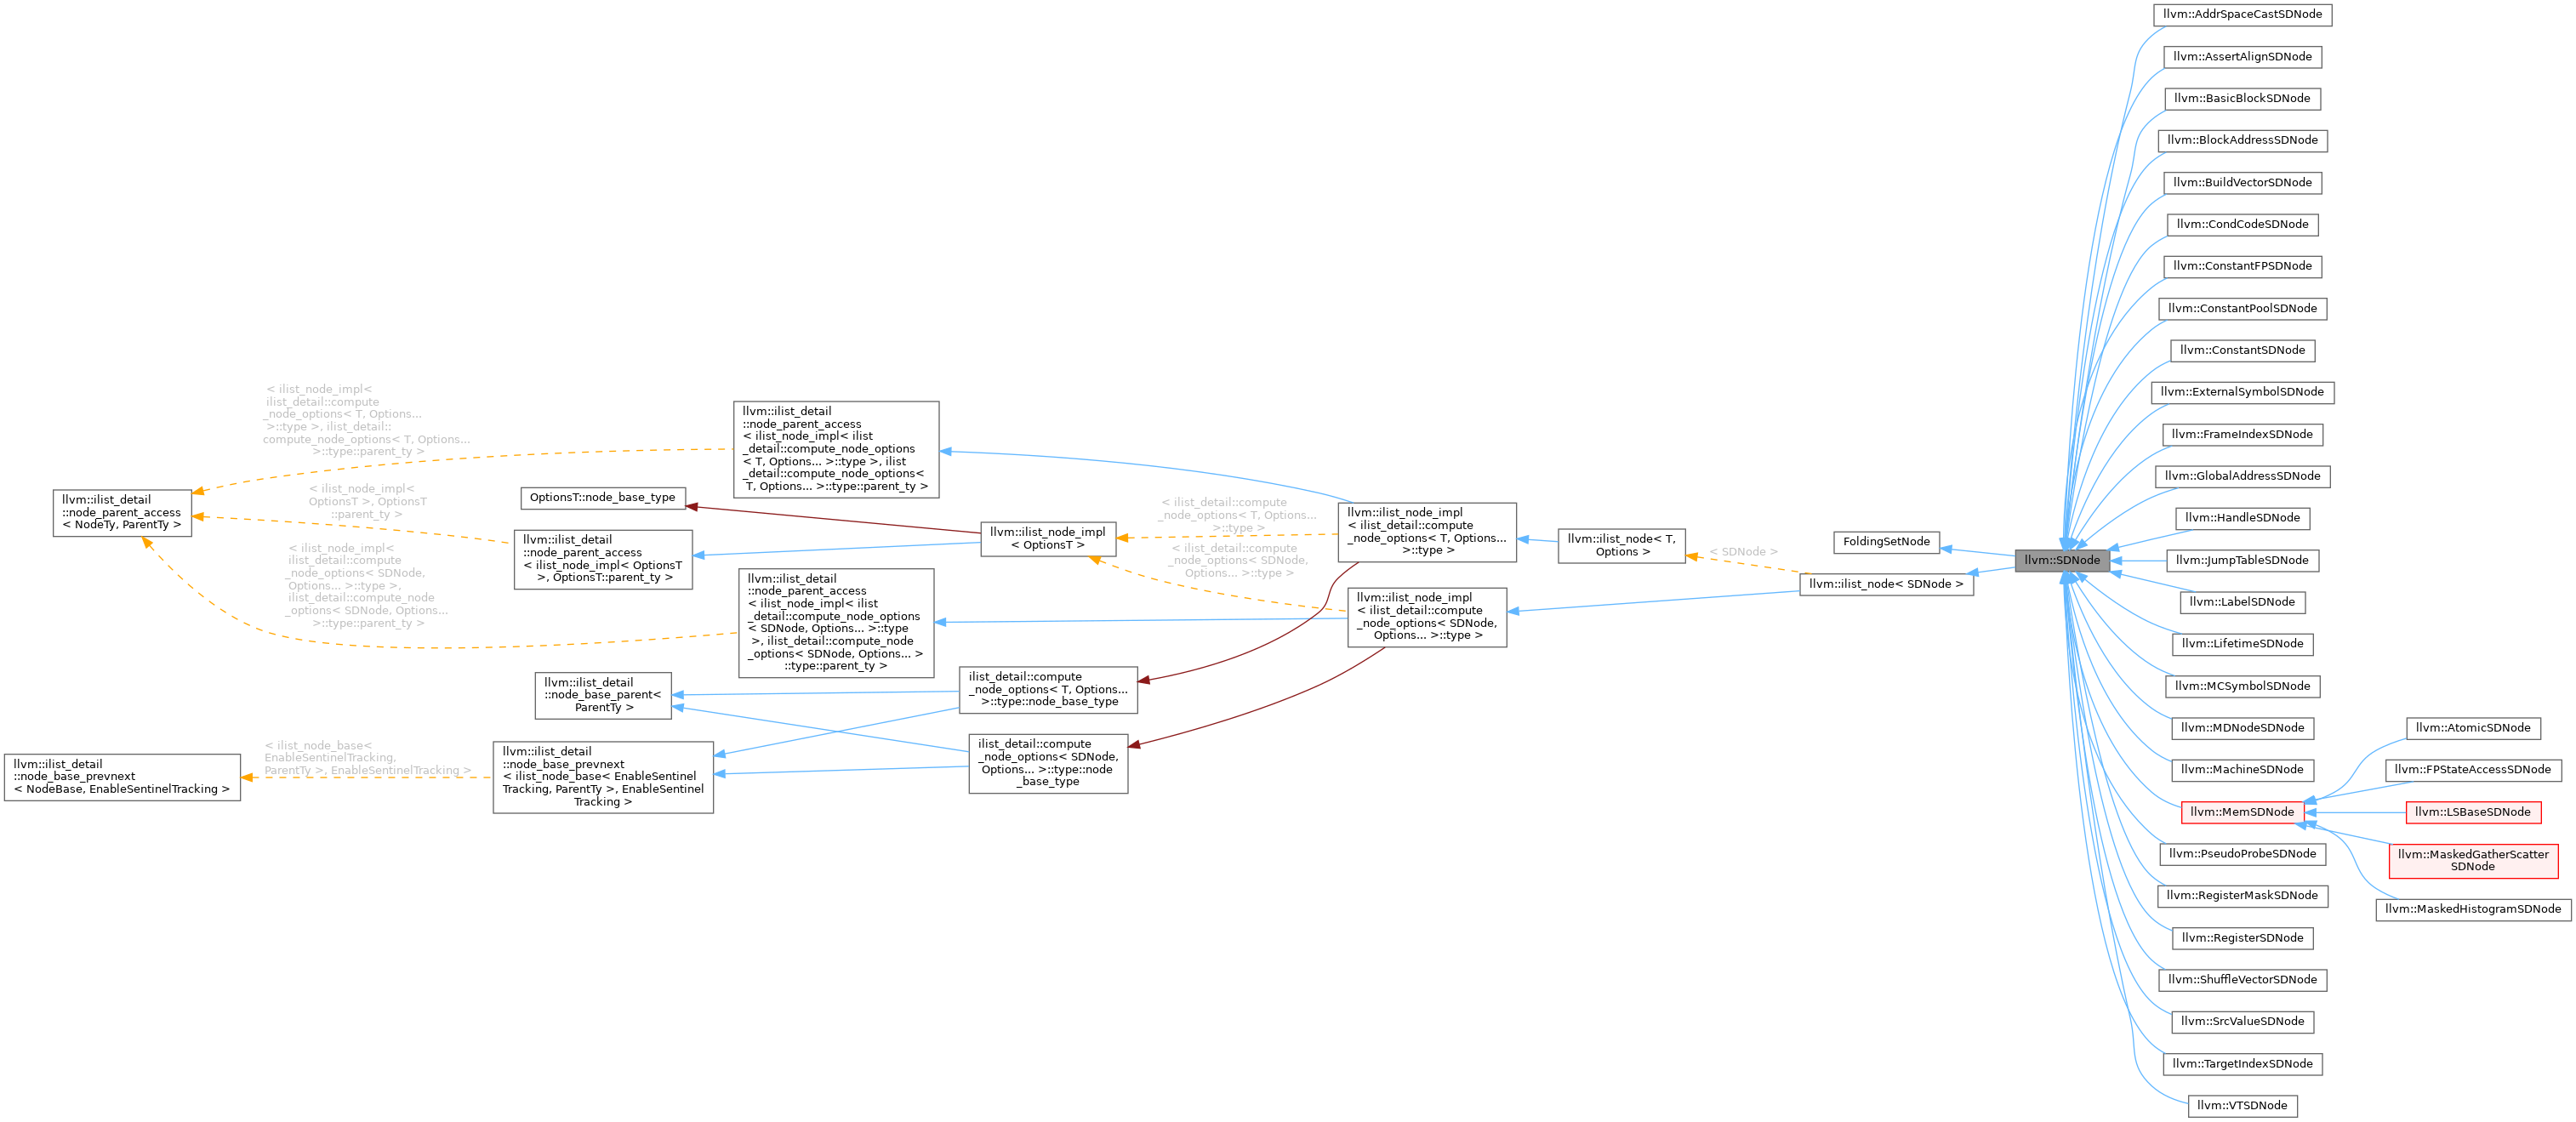 llvm::AddrSpaceCastSDNode
llvm::AssertAlignSDNode
llvm::BasicBlockSDNode
llvm::BlockAddressSDNode
llvm::BuildVectorSDNode
llvm::CondCodeSDNode
llvm::ConstantFPSDNode
llvm::ConstantPoolSDNode
llvm::ConstantSDNode
llvm::ExternalSymbolSDNode
llvm::FrameIndexSDNode
llvm::GlobalAddressSDNode
llvm::HandleSDNode
llvm::JumpTableSDNode
llvm::LabelSDNode
llvm::LifetimeSDNode
llvm::MCSymbolSDNode
llvm::MDNodeSDNode
llvm::MachineSDNode
llvm::MemSDNode
llvm::PseudoProbeSDNode
llvm::RegisterMaskSDNode
llvm::RegisterSDNode
llvm::ShuffleVectorSDNode
llvm::SrcValueSDNode
llvm::TargetIndexSDNode
llvm::VTSDNode
llvm::AtomicSDNode
llvm::FPStateAccessSDNode
llvm::LSBaseSDNode
llvm::MaskedGatherScatter
SDNode
llvm::MaskedHistogramSDNode
llvm::SDNode
FoldingSetNode
llvm::ilist_node< SDNode >
< SDNode >
llvm::ilist_node< T,
Options >
llvm::ilist_node_impl
< ilist_detail::compute
_node_options< T, Options...
>::type >
llvm::ilist_node_impl
< ilist_detail::compute
_node_options< SDNode,
Options... >::type >
< ilist_detail::compute
_node_options< T, Options...
>::type >
< ilist_detail::compute
_node_options< SDNode,
Options... >::type >
llvm::ilist_node_impl
< OptionsT >
ilist_detail::compute
_node_options< T, Options...
>::type::node_base_type
ilist_detail::compute
_node_options< SDNode,
Options... >::type::node
_base_type
llvm::ilist_detail
::node_parent_access
< ilist_node_impl< ilist
_detail::compute_node_options
< T, Options... >::type >, ilist
_detail::compute_node_options<
T, Options... >::type::parent_ty >
OptionsT::node_base_type
llvm::ilist_detail
::node_parent_access
< ilist_node_impl< OptionsT
>, OptionsT::parent_ty >
llvm::ilist_detail
::node_parent_access
< ilist_node_impl< ilist
_detail::compute_node_options
< SDNode, Options... >::type
>, ilist_detail::compute_node
_options< SDNode, Options... >
::type::parent_ty >
llvm::ilist_detail
::node_base_parent<
ParentTy >
llvm::ilist_detail
::node_base_prevnext
< ilist_node_base< EnableSentinel
Tracking, ParentTy >, EnableSentinel
Tracking >
< ilist_node_impl<
ilist_detail::compute
_node_options< T, Options...
>::type >, ilist_detail::
compute_node_options< T, Options...
>::type::parent_ty >
< ilist_node_impl<
OptionsT >, OptionsT
::parent_ty >
< ilist_node_impl<
ilist_detail::compute
_node_options< SDNode,
Options... >::type >,
ilist_detail::compute_node
_options< SDNode, Options...
>::type::parent_ty >
< ilist_node_base<
EnableSentinelTracking,
ParentTy >, EnableSentinelTracking >
llvm::ilist_detail
::node_parent_access
< NodeTy, ParentTy >
llvm::ilist_detail
::node_base_prevnext
< NodeBase, EnableSentinelTracking >